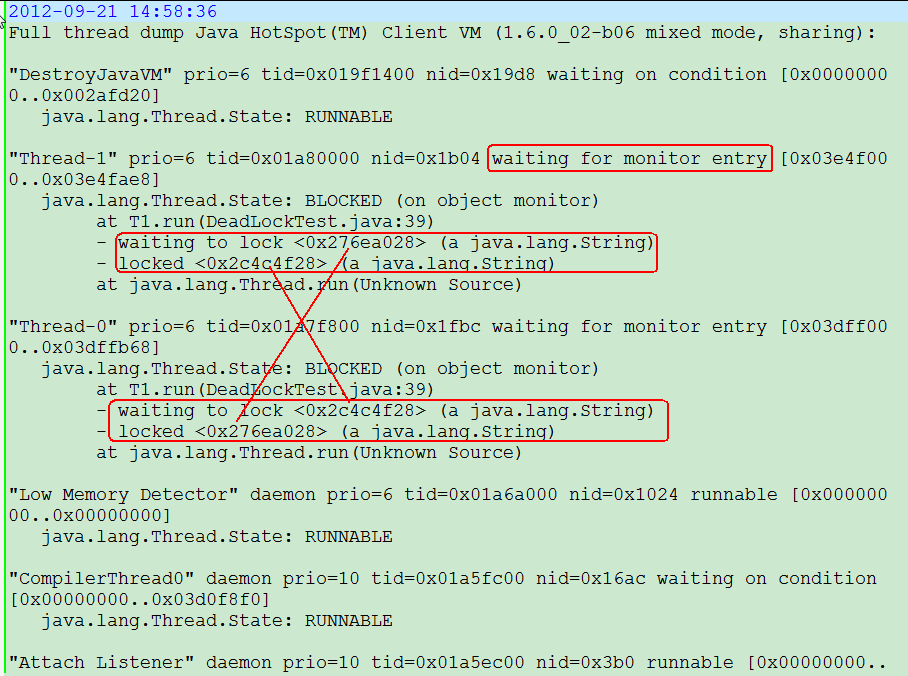 2012-09-21 14:58:36
Full thread dump Java HotSpot(TM) Client VM (1.6.0_02-b06 mixed mode, sharing):
"DestroyJavaVM" prio=6 tid=0x019f1400 nid=0x19d8 waiting on condition [0x0000000
0..0x002afd20]
java.lang.Thread.State: RUNNABLE
"Thread-1" prio=6 tid=0x01a80000 nid=0x1b04 waiting for monitor entry [0x03e4f00
0..0x03e4fae8]
java.lang.Thread.State: BLOCKED (on object monitor)
at T1.run(DeadLockTest.java:39)
- waiting to lock <0x276ea028> (a java.lang.String)
- locked <0x2c4c4f28> (a java.lang.String)
at java.lang.Thread.run(Unknown Source)
"Thread-0" prio=6 tid=0x01a7f800 nid=0x1fbc waiting for monitor entry [0x03dff00
0..0x03dffb68]
java.lang.Thread.State: BLOCKED (on object monitor)
at T1.run(DeadLockTest.java:39)
- waiting to lock <0x2c4c4f28> (a java.lang.String)
- locked <0x276ea028> (a java.lang.String)
at java.lang.Thread.run(Unknown Source)
"Low Memory Detector" daemon prio=6 tid=0x01a6a000 nid=0x1024 runnable [0x000000
00..0x00000000]
java.lang.Thread.State: RUNNABLE
"CompilerThread0" daemon prio=10 tid=0x01a5fc00 nid=0x16ac waiting on condition
[0x00000000..0x03d0f8f0]
java.lang.Thread.State: RUNNABLE
"Attach Listener" daemon prio=10 tid=0x01a5ec00 nid=0x3b0 runnable [0x00000000..